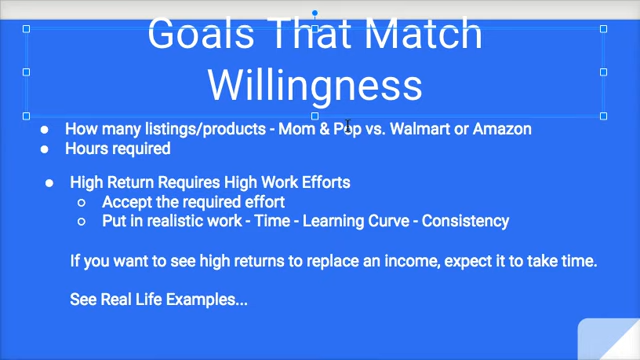 Goals That Match
Willingness
● How many listings/products - Mom & Pop vs. Walmart or Amazon
● Hours required
● High Return Requires High Work Efforts
○ Accept the required effort
○ Put in realistic work - Time - Learning Curve - Consistency
If you want to see high returns to replace an income, expect it to take time.
See Real Life Examples...